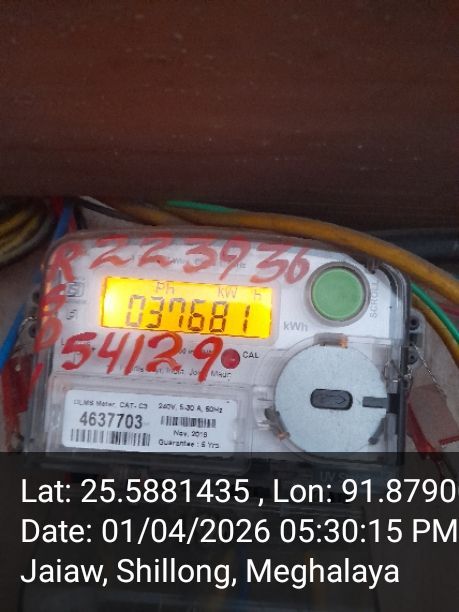 R223936
Ph kW h
037681
kWh
SCROLL
54129
CAL
DLMS Meter, CAT- C3
240V, 5-30 A, 50Hz
4637703
Nov, 2019
Guarantee : 5 Yrs
Lat: 25.5881435 , Lon: 91.8790
Date: 01/04/2026 05:30:15 PM
Jaiaw, Shillong, Meghalaya